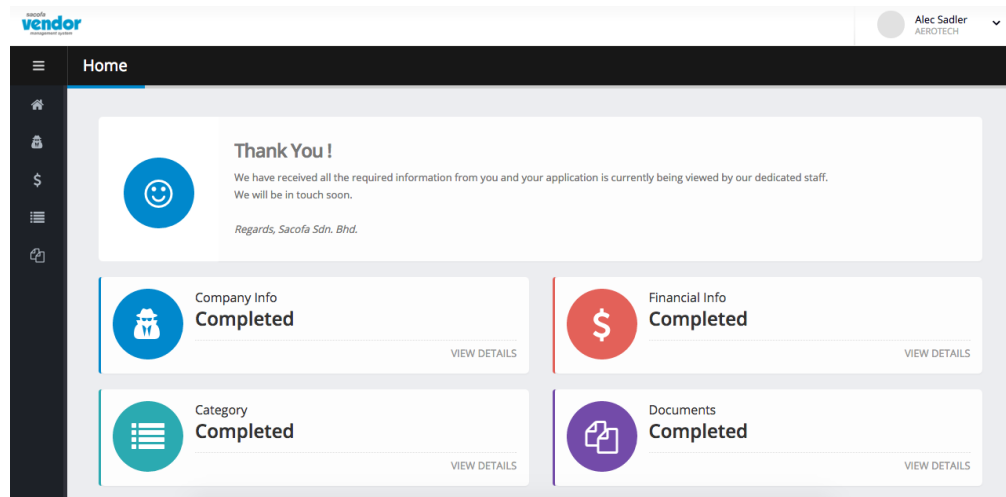 sacofa
vendor
management system
Alec Sadler
AEROTECH
Home
Thank You !
We have received all the required information from you and your application is currently being viewed by our dedicated staff.
We will be in touch soon.
Regards, Sacofa Sdn. Bhd.
Company Info
Completed
VIEW DETAILS
Financial Info
Completed
VIEW DETAILS
Category
Completed
VIEW DETAILS
Documents
Completed
VIEW DETAILS